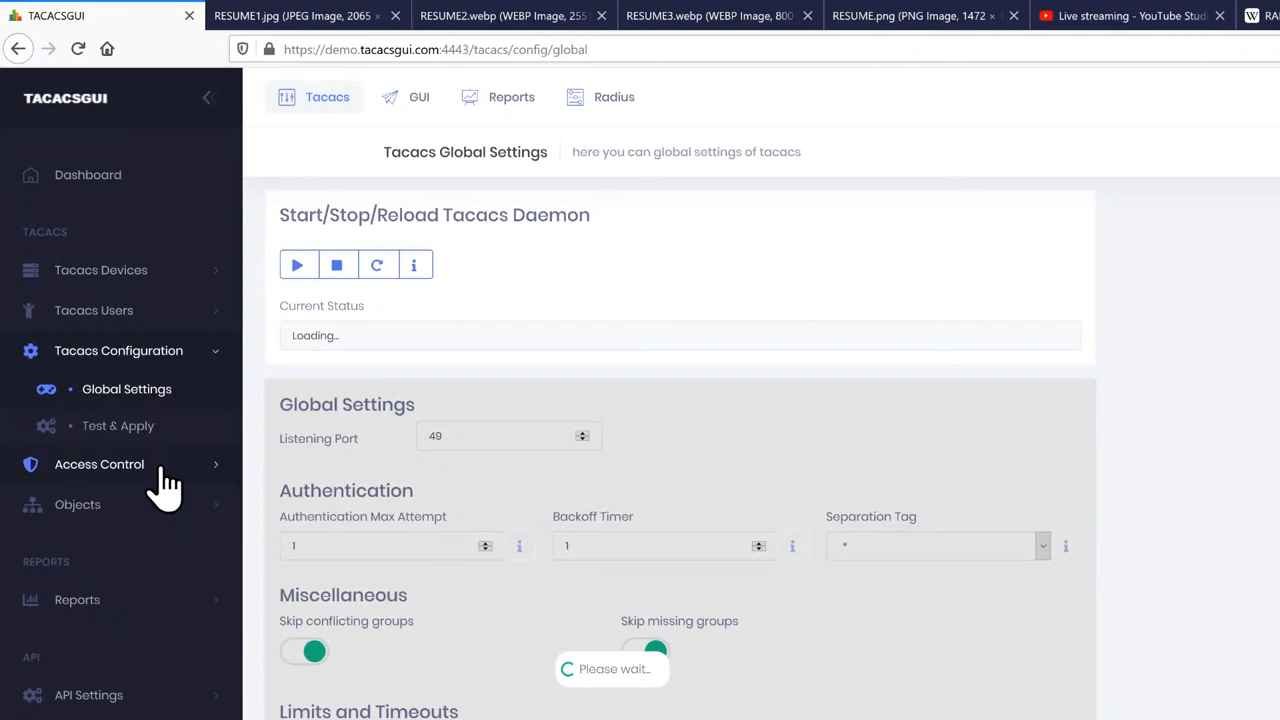 TACACSGUI
RESUME1.jpg (JPEG Image, 2065 ×
RESUME2.webp (WEBP Image, 255
RESUME3.webp (WEBP Image, 800
RESUME.png (PNG Image, 1472 ×
Live streaming - YouTube Studi
W RA
https://demo.tacacsgui.com:4443/tacacs/config/global
TACACSGUI
Dashboard
TACACS
Tacacs Devices
Tacacs Users
Tacacs Configuration
Global Settings
Test & Apply
Access Control
Objects
REPORTS
Reports
API
API Settings
Tacacs GUI Reports Radius
Tacacs Global Settings here you can global settings of tacacs
Start/Stop/Reload Tacacs Daemon
Current Status
Loading...
Global Settings
Listening Port 49
Authentication
Authentication Max Attempt Backoff Timer Separation Tag
1 1 *
Miscellaneous
Skip conflicting groups Skip missing groups
Please wait...
Limits and Timeouts